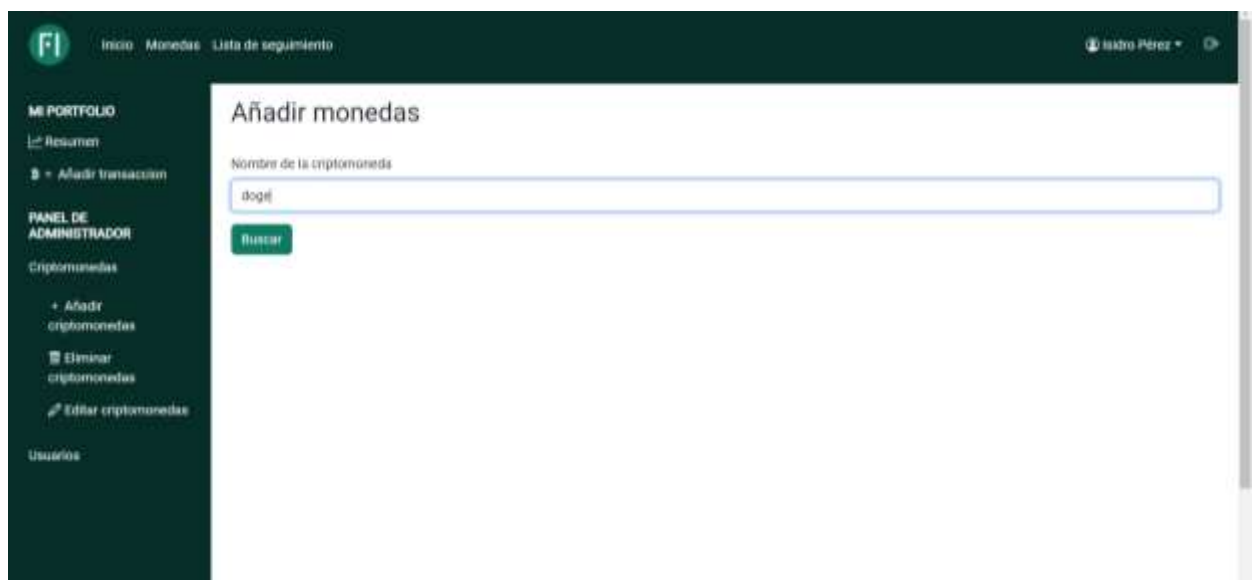 FI
Inicio Monedas Lista de seguimiento
Isidro Pérez
MI PORTFOLIO
Resumen
Añadir transaccion
PANEL DE
ADMINISTRADOR
Criptomonedas
+ Añadir
criptomonedas
Eliminar
criptomonedas
Editar criptomonedas
Usuarios
Añadir monedas
Nombre de la criptomoneda
doge
Buscar